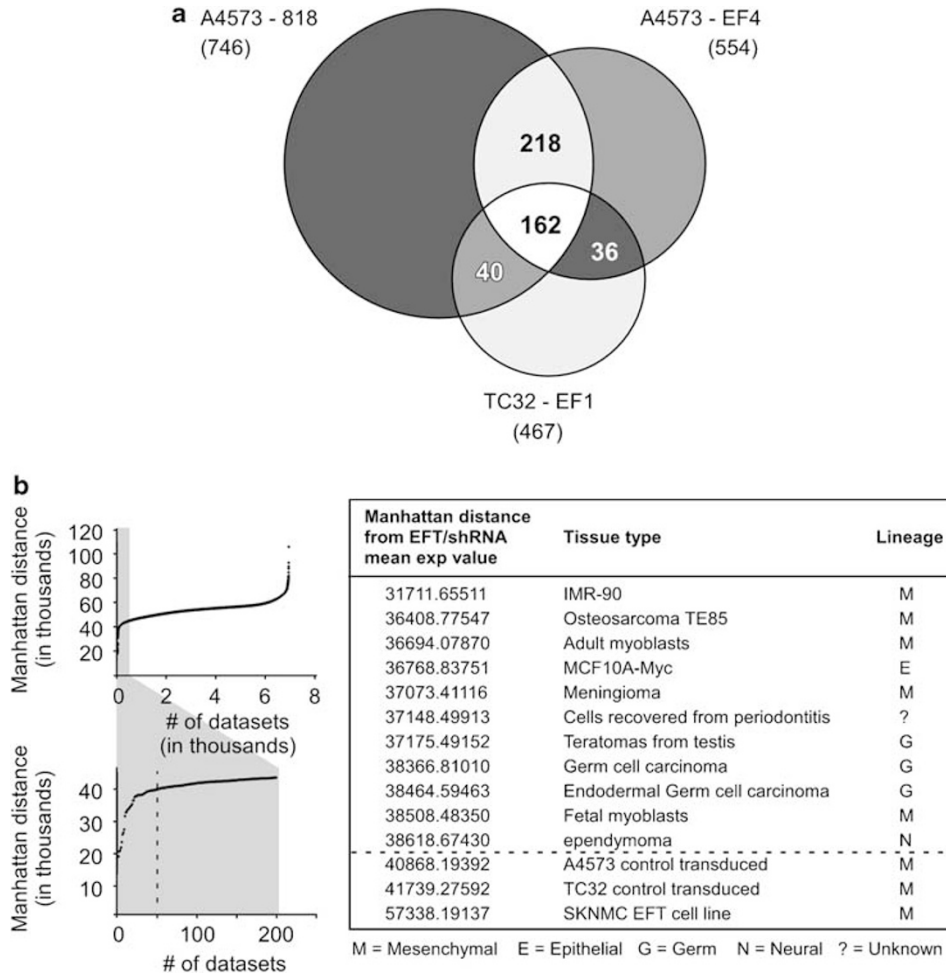 a
A4573 - 818
(746)
A4573 - EF4
(554)
218
162
40
36
TC32 - EF1
(467)
b
Manhattan distance
(in thousands)
120
100
80
60
40
20
0 2 4 6 8
# of datasets
(in thousands)
Manhattan distance
(in thousands)
40
30
20
10
0 100 200
# of datasets
Manhattan distance
from EFT/shRNA
mean exp value Tissue type Lineage
31711.65511 IMR-90 M
36408.77547 Osteosarcoma TE85 M
36694.07870 Adult myoblasts M
36768.83751 MCF10A-Myc E
37073.41116 Meningioma M
37148.49913 Cells recovered from periodontitis ?
37175.49152 Teratomas from testis G
38366.81010 Germ cell carcinoma G
38464.59463 Endodermal Germ cell carcinoma G
38508.48350 Fetal myoblasts M
38618.67430 ependymoma N
40868.19392 A4573 control transduced M
41739.27592 TC32 control transduced M
57338.19137 SKNMC EFT cell line M
M = Mesenchymal E = Epithelial G = Germ N = Neural ? = Unknown